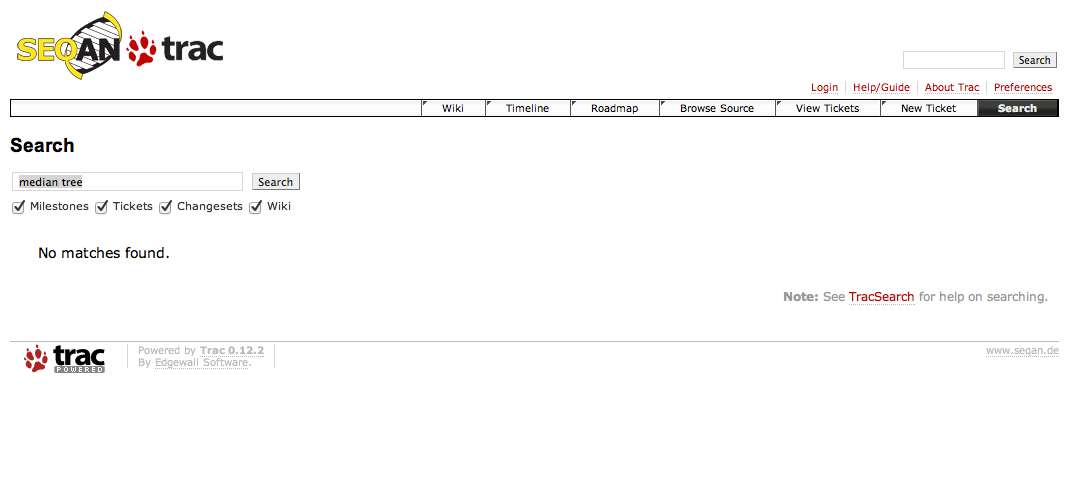 SEQAN trac
Search
Login Help/Guide About Trac Preferences
Wiki Timeline Roadmap Browse Source View Tickets New Ticket Search
Search
median tree Search
Milestones Tickets Changesets Wiki
No matches found.
Note: See TracSearch for help on searching.
trac POWERED
Powered by Trac 0.12.2
By Edgewall Software.
www.seqan.de